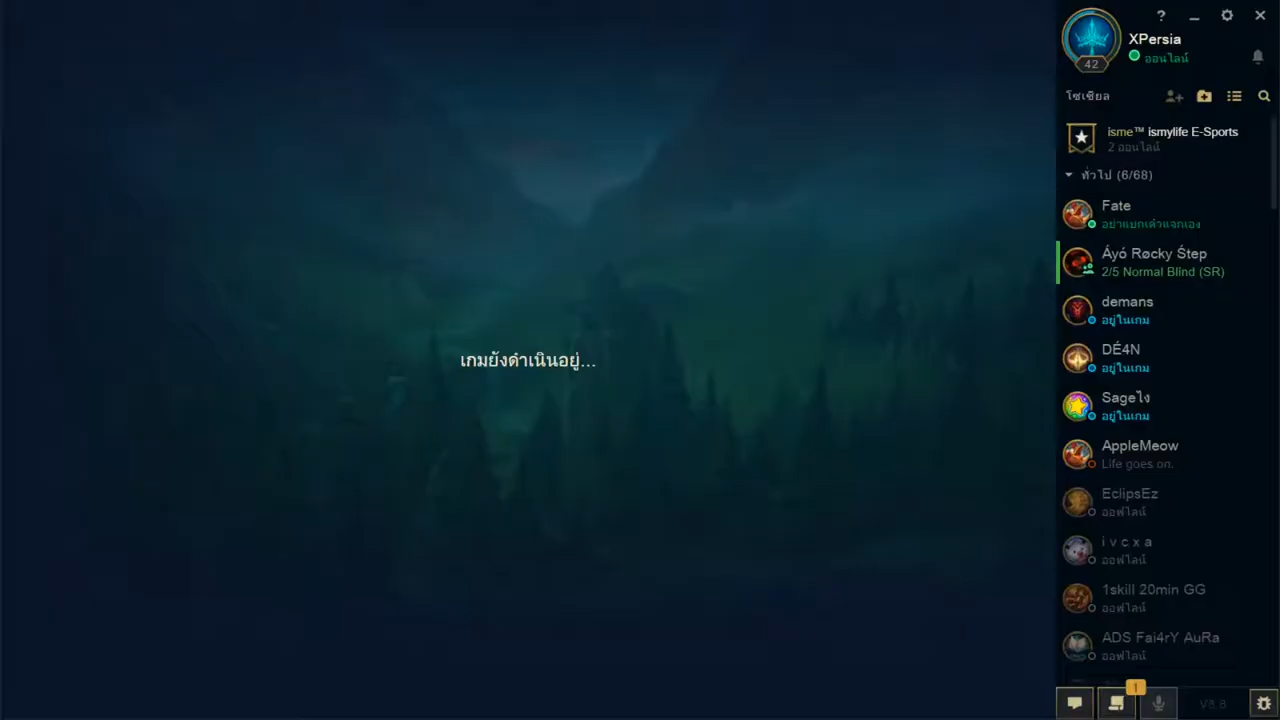 ?
XPersia
42
ออนไลน์
โซเชียล
isme™ ismylife E-Sports
2 ออนไลน์
ทั่วไป (6/68)
Fate
อย่าแบกเดี๋วแจกเอง
Áyó Røcky Śtep
2/5 Normal Blind (SR)
demans
อยู่ในเกม
DÉ4N
อยู่ในเกม
Sageไง
อยู่ในเกม
AppleMeow
Life goes on.
EclipsEz
ออฟไลน์
i v c x a
ออฟไลน์
1skill 20min GG
ออฟไลน์
ADS Fai4rY AuRa
ออฟไลน์
เกมยังดำเนินอยู่...
V8.8